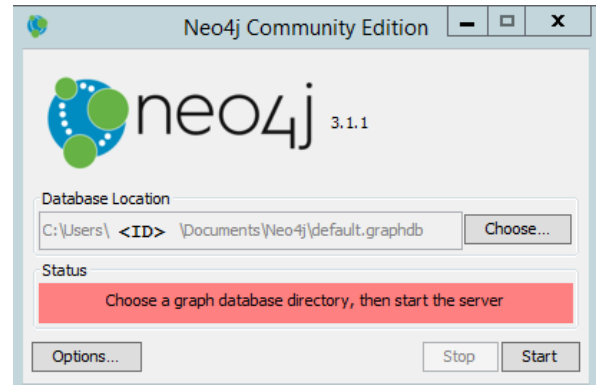 Neo4j Community Edition
neo4j 3.1.1
Database Location
C:\Users\ <ID> \Documents\Neo4j\default.graphdb Choose...
Status
Choose a graph database directory, then start the server
Options... Stop Start